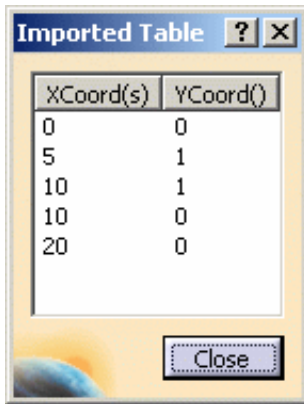 Imported Table ? X
XCoord(s) YCoord()
0 0
5 1
10 1
10 0
20 0
Close